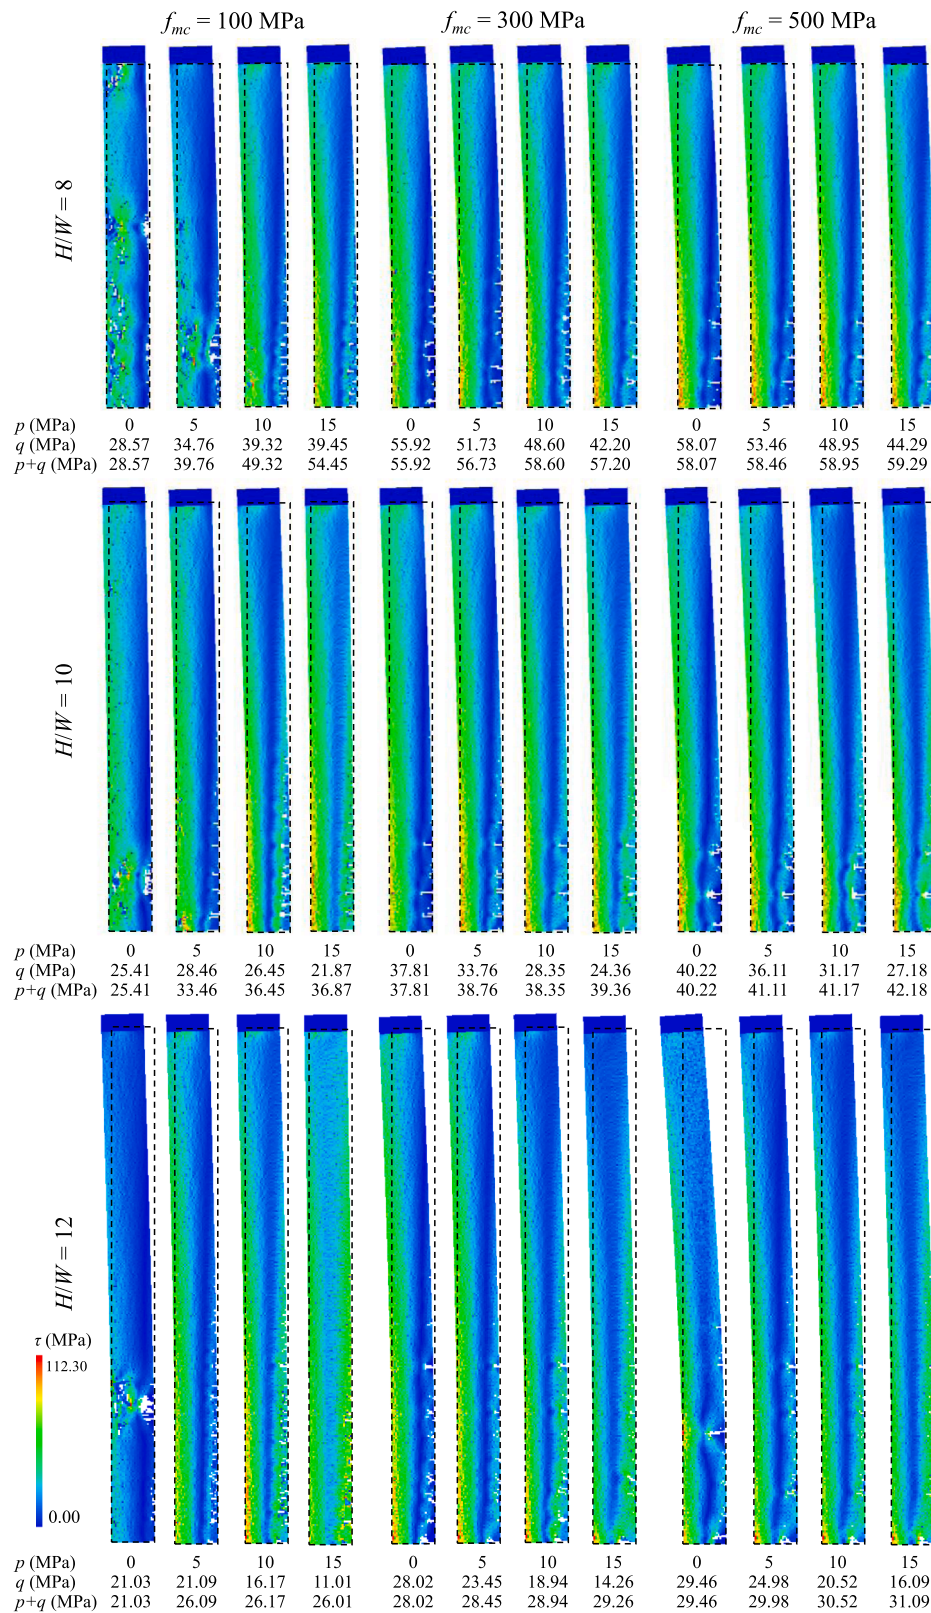 f_mc = 100 MPa f_mc = 300 MPa f_mc = 500 MPa
H/W = 8
p (MPa) 0 5 10 15 0 5 10 15 0 5 10 15
q (MPa) 28.57 34.76 39.32 39.45 55.92 51.73 48.60 42.20 58.07 53.46 48.95 44.29
p+q (MPa) 28.57 39.76 49.32 54.45 55.92 56.73 58.60 57.20 58.07 58.46 58.95 59.29
H/W = 10
p (MPa) 0 5 10 15 0 5 10 15 0 5 10 15
q (MPa) 25.41 28.46 26.45 21.87 37.81 33.76 28.35 24.36 40.22 36.11 31.17 27.18
p+q (MPa) 25.41 33.46 36.45 36.87 37.81 38.76 38.35 39.36 40.22 41.11 41.17 42.18
H/W = 12
τ (MPa)
112.30
0.00
p (MPa) 0 5 10 15 0 5 10 15 0 5 10 15
q (MPa) 21.03 21.09 16.17 11.01 28.02 23.45 18.94 14.26 29.46 24.98 20.52 16.09
p+q (MPa) 21.03 26.09 26.17 26.01 28.02 28.45 28.94 29.26 29.46 29.98 30.52 31.09